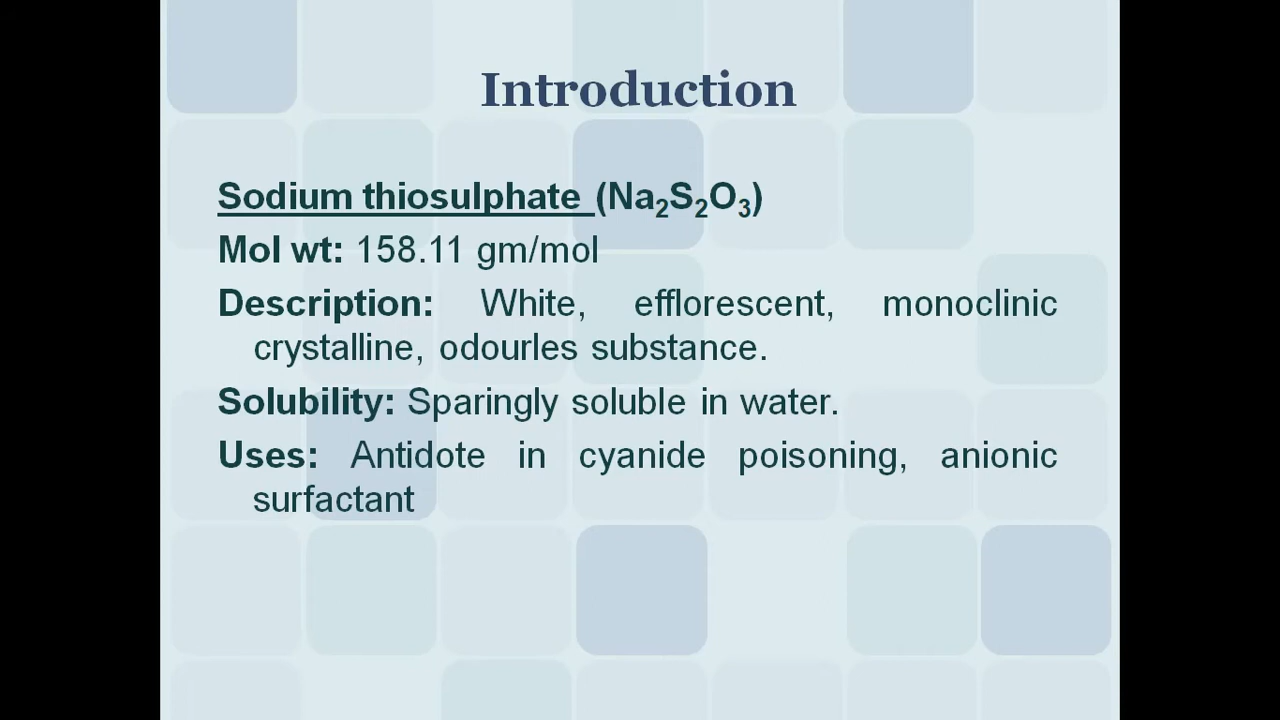 Introduction
Sodium thiosulphate (Na₂S₂O₃)
Mol wt: 158.11 gm/mol
Description: White, efflorescent, monoclinic
crystalline, odourles substance.
Solubility: Sparingly soluble in water.
Uses: Antidote in cyanide poisoning, anionic
surfactant